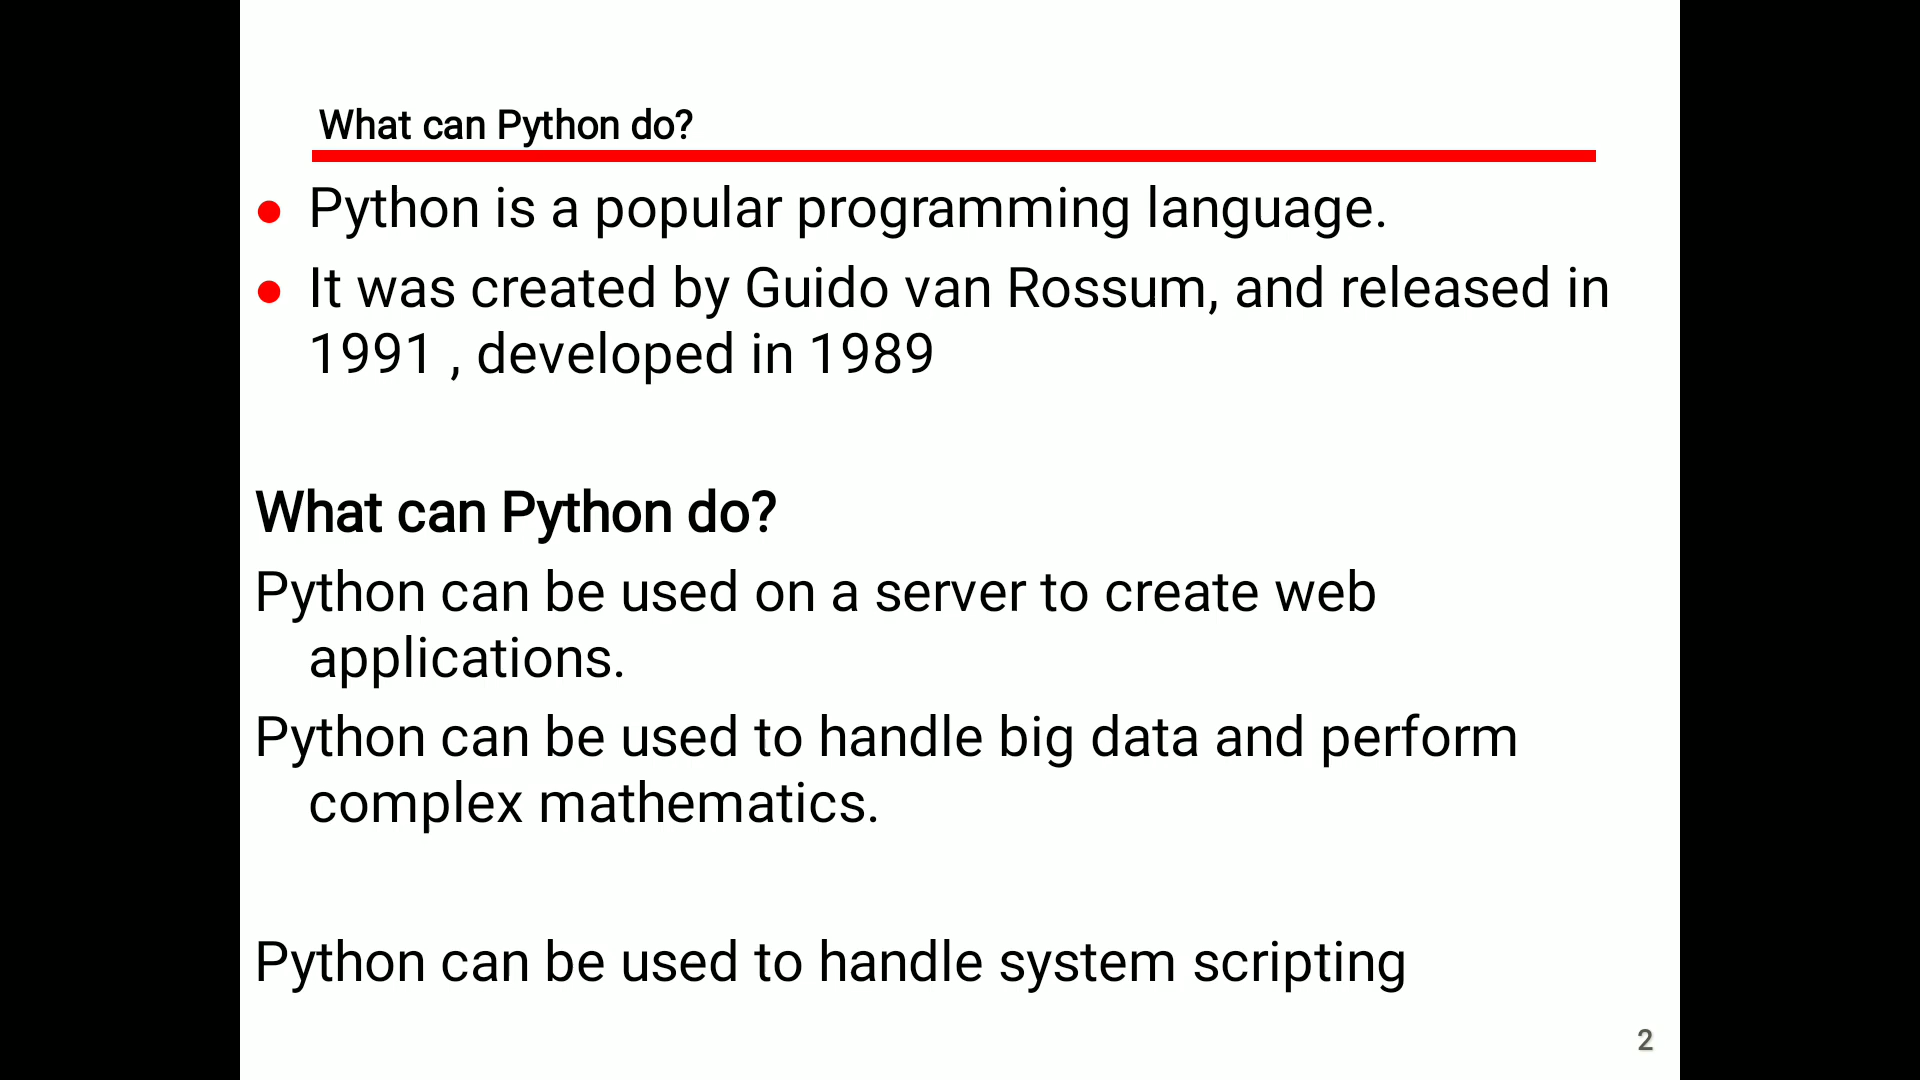 What can Python do?
● Python is a popular programming language.
● It was created by Guido van Rossum, and released in
1991 , developed in 1989
What can Python do?
Python can be used on a server to create web
applications.
Python can be used to handle big data and perform
complex mathematics.
Python can be used to handle system scripting
2